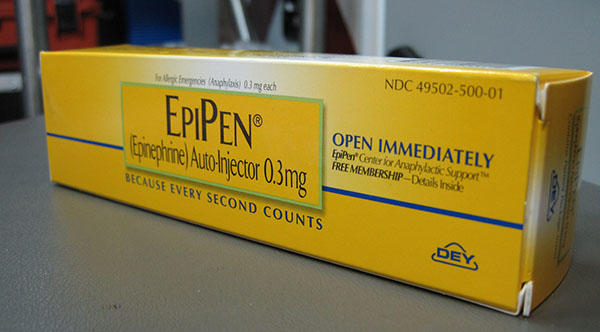 For Allergic Emergencies (Anaphylaxis) 0.3 mg each
NDC 49502-500-01
EPIPEN®
(Epinephrine) Auto-Injector 0.3mg
BECAUSE EVERY SECOND COUNTS
OPEN IMMEDIATELY
EpiPen® Center for Anaphylactic Support™
FREE MEMBERSHIP—Details Inside
DEY
DEY